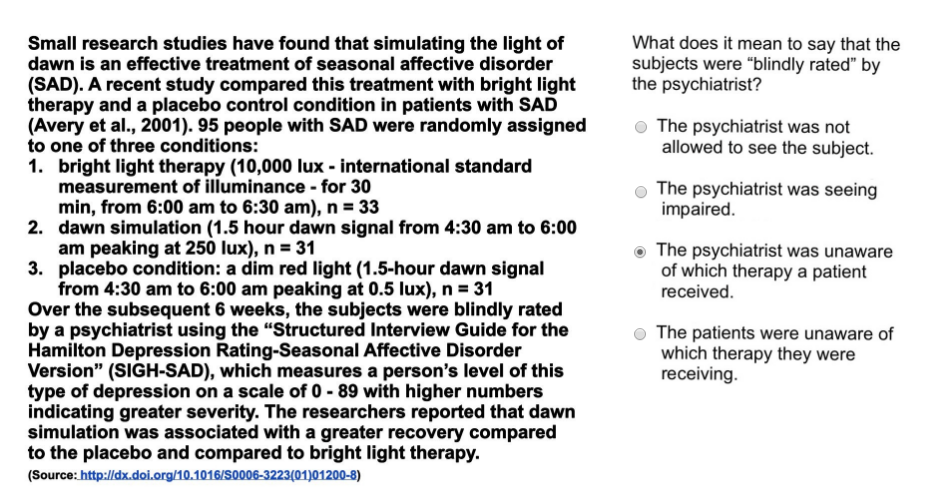 Small research studies have found that simulating the light of
dawn is an effective treatment of seasonal affective disorder
(SAD). A recent study compared this treatment with bright light
therapy and a placebo control condition in patients with SAD
(Avery et al., 2001). 95 people with SAD were randomly assigned
to one of three conditions:
1. bright light therapy (10,000 lux - international standard
measurement of illuminance - for 30
min, from 6:00 am to 6:30 am), n = 33
2. dawn simulation (1.5 hour dawn signal from 4:30 am to 6:00
am peaking at 250 lux), n = 31
3. placebo condition: a dim red light (1.5-hour dawn signal
from 4:30 am to 6:00 am peaking at 0.5 lux), n = 31
Over the subsequent 6 weeks, the subjects were blindly rated
by a psychiatrist using the “Structured Interview Guide for the
Hamilton Depression Rating-Seasonal Affective Disorder
Version” (SIGH-SAD), which measures a person’s level of this
type of depression on a scale of 0 - 89 with higher numbers
indicating greater severity. The researchers reported that dawn
simulation was associated with a greater recovery compared
to the placebo and compared to bright light therapy.
(Source: http://dx.doi.org/10.1016/S0006-3223(01)01200-8)
What does it mean to say that the
subjects were “blindly rated” by
the psychiatrist?
The psychiatrist was not
allowed to see the subject.
The psychiatrist was seeing
impaired.
The psychiatrist was unaware
of which therapy a patient
received.
The patients were unaware of
which therapy they were
receiving.